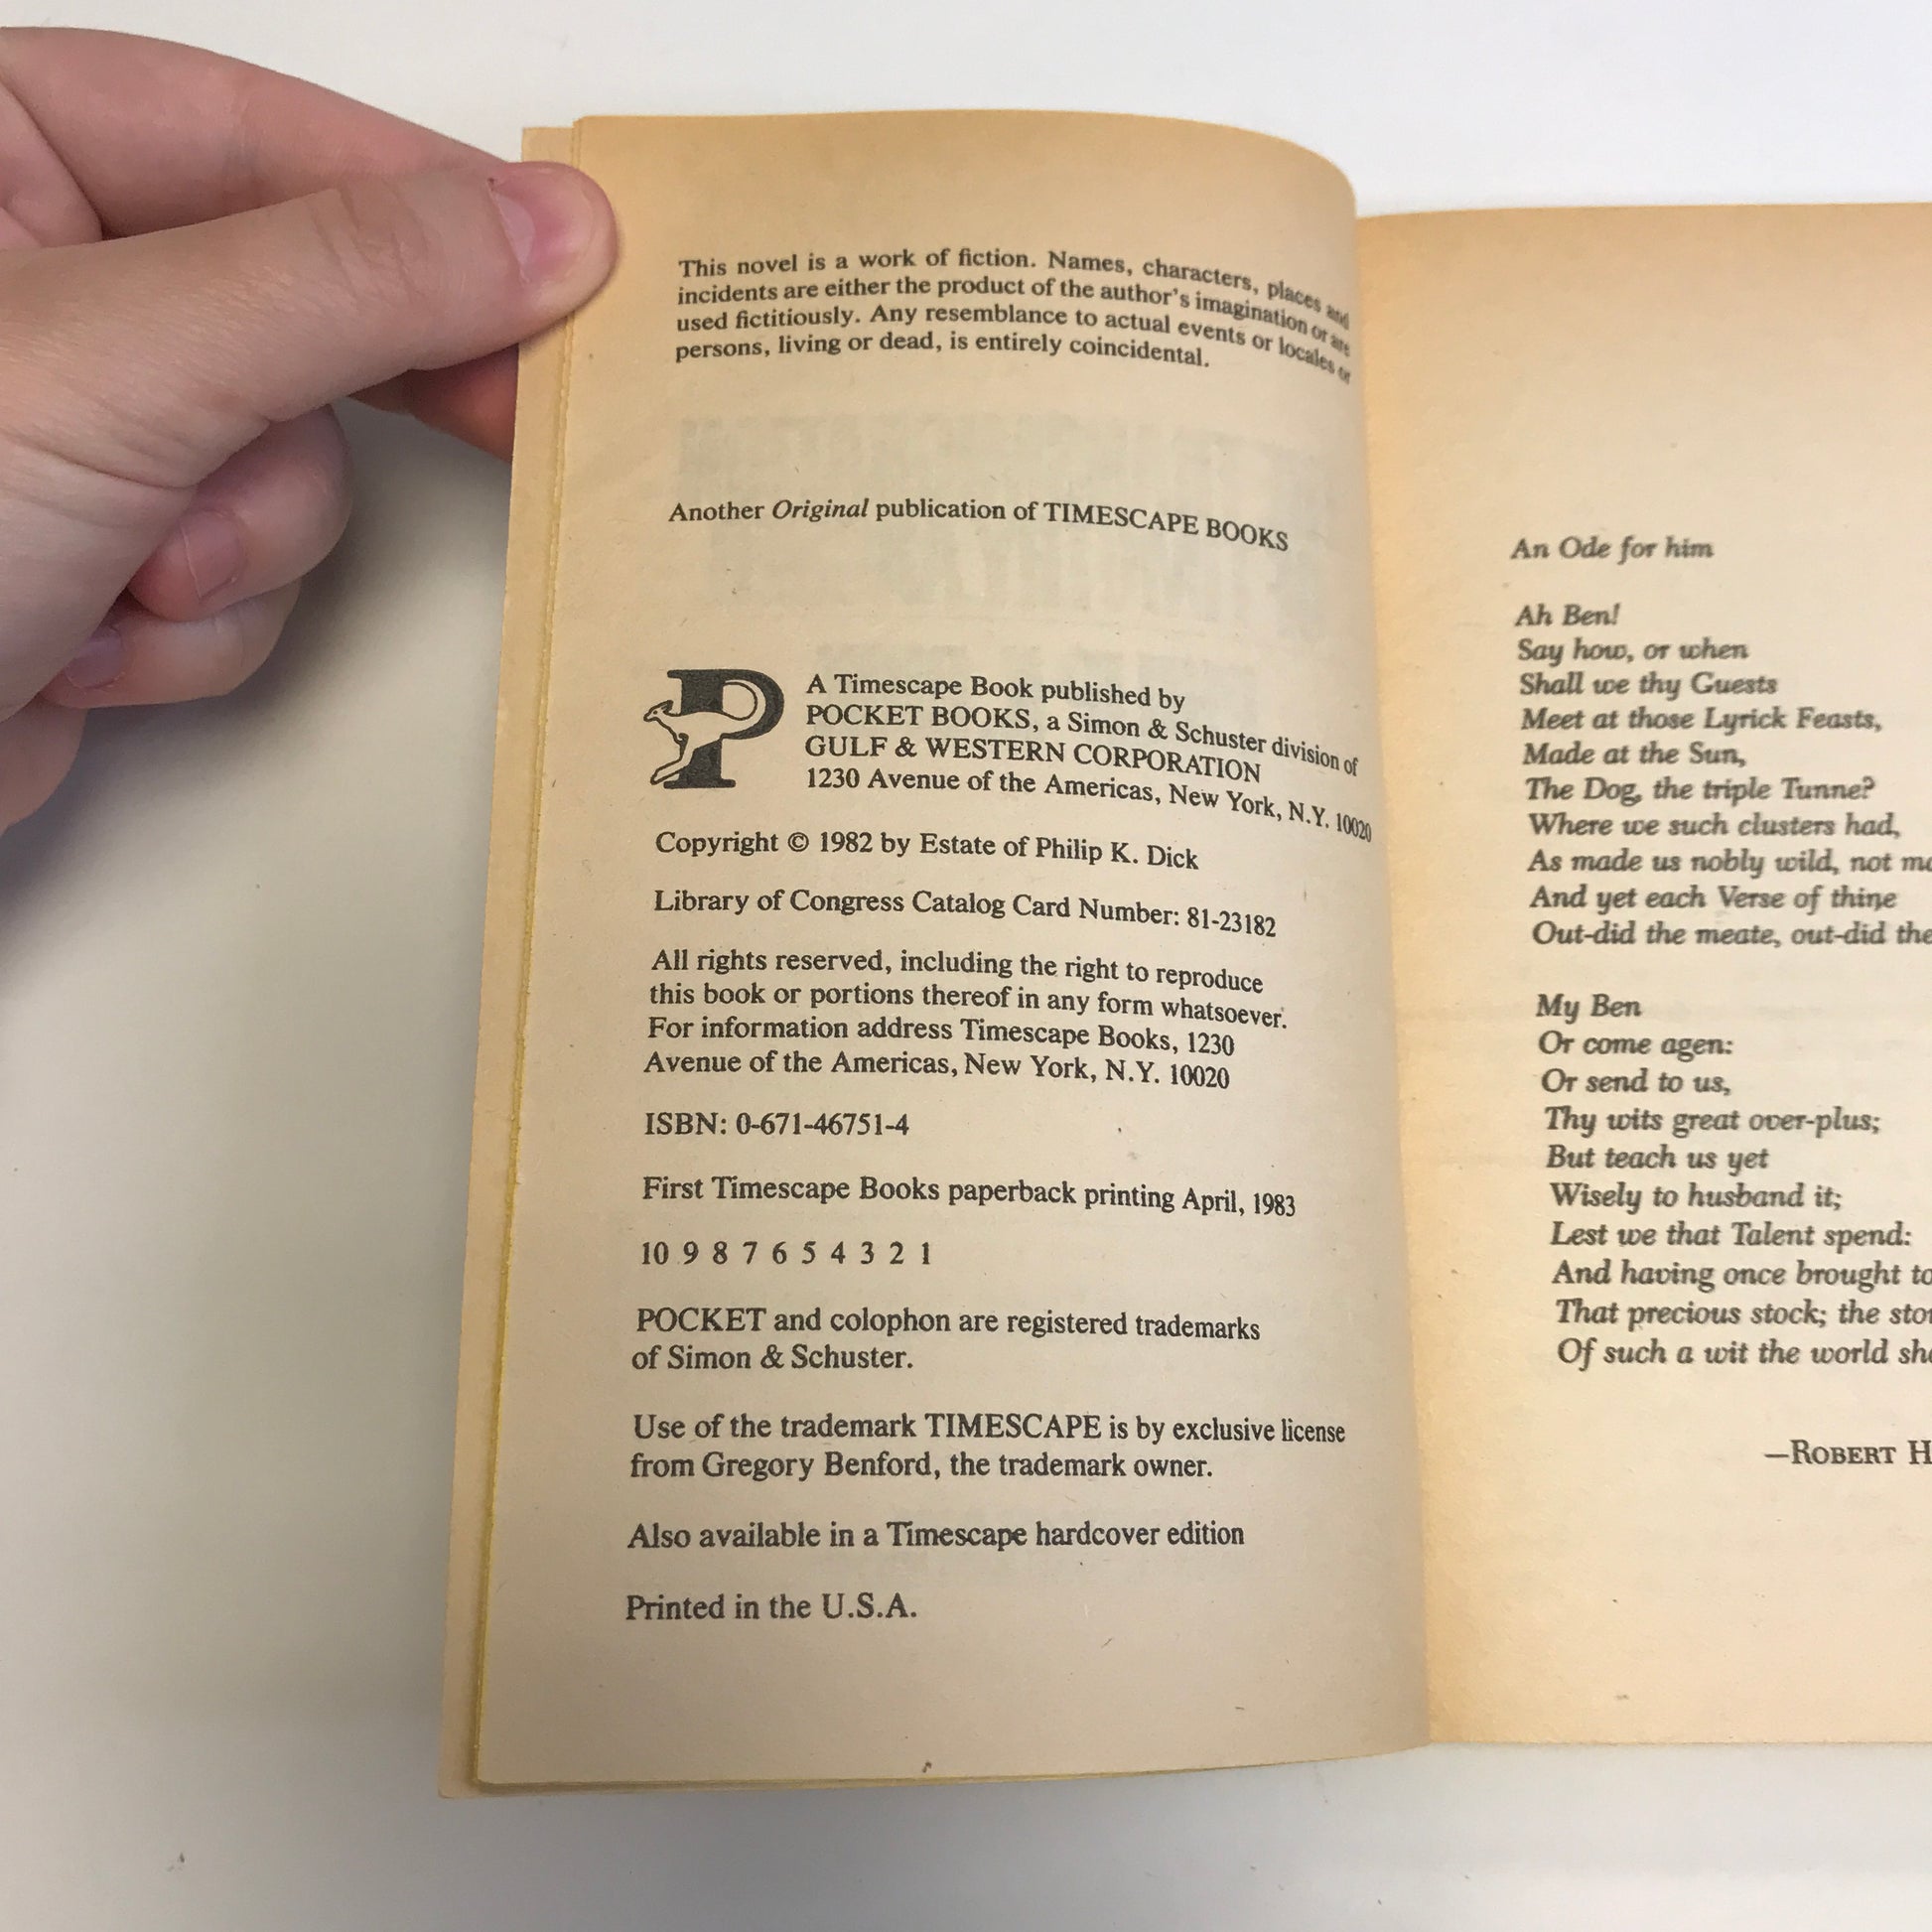 This novel is a work of fiction. Names, characters, places and
incidents are either the product of the author's imagination or are
used fictitiously. Any resemblance to actual events or locales or
persons, living or dead, is entirely coincidental.
Another Original publication of TIMESCAPE BOOKS
P
A Timescape Book published by
POCKET BOOKS, a Simon & Schuster division of
GULF & WESTERN CORPORATION
1230 Avenue of the Americas, New York, N.Y. 10020
Copyright © 1982 by Estate of Philip K. Dick
Library of Congress Catalog Card Number: 81-23182
All rights reserved, including the right to reproduce
this book or portions thereof in any form whatsoever.
For information address Timescape Books, 1230
Avenue of the Americas, New York, N.Y. 10020
ISBN: 0-671-46751-4
First Timescape Books paperback printing April, 1983
10 9 8 7 6 5 4 3 2 1
POCKET and colophon are registered trademarks
of Simon & Schuster.
Use of the trademark TIMESCAPE is by exclusive license
from Gregory Benford, the trademark owner.
Also available in a Timescape hardcover edition
Printed in the U.S.A.
An Ode for him
Ah Ben!
Say how, or when
Shall we thy Guests
Meet at those Lyrick Feasts,
Made at the Sun,
The Dog, the triple Tunne?
Where we such clusters had,
As made us nobly wild, not
And yet each Verse of thine
Out-did the meate, out-did the
My Ben
Or come agen:
Or send to us,
Thy wits great over-plus;
But teach us yet
Wisely to husband it;
Lest we that Talent spend:
And having once brought
That precious stock; the
Of such a wit the world
—ROBERT